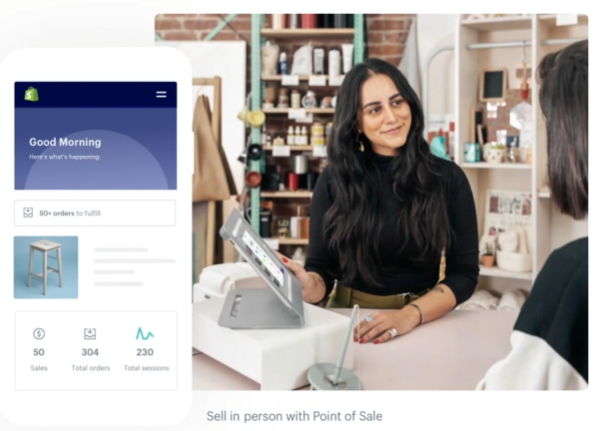 Good Morning
Here's what's happening.
50+ orders to fulfill
50
Sales
304
Total orders
230
Total sessions
Sell in person with Point of Sale